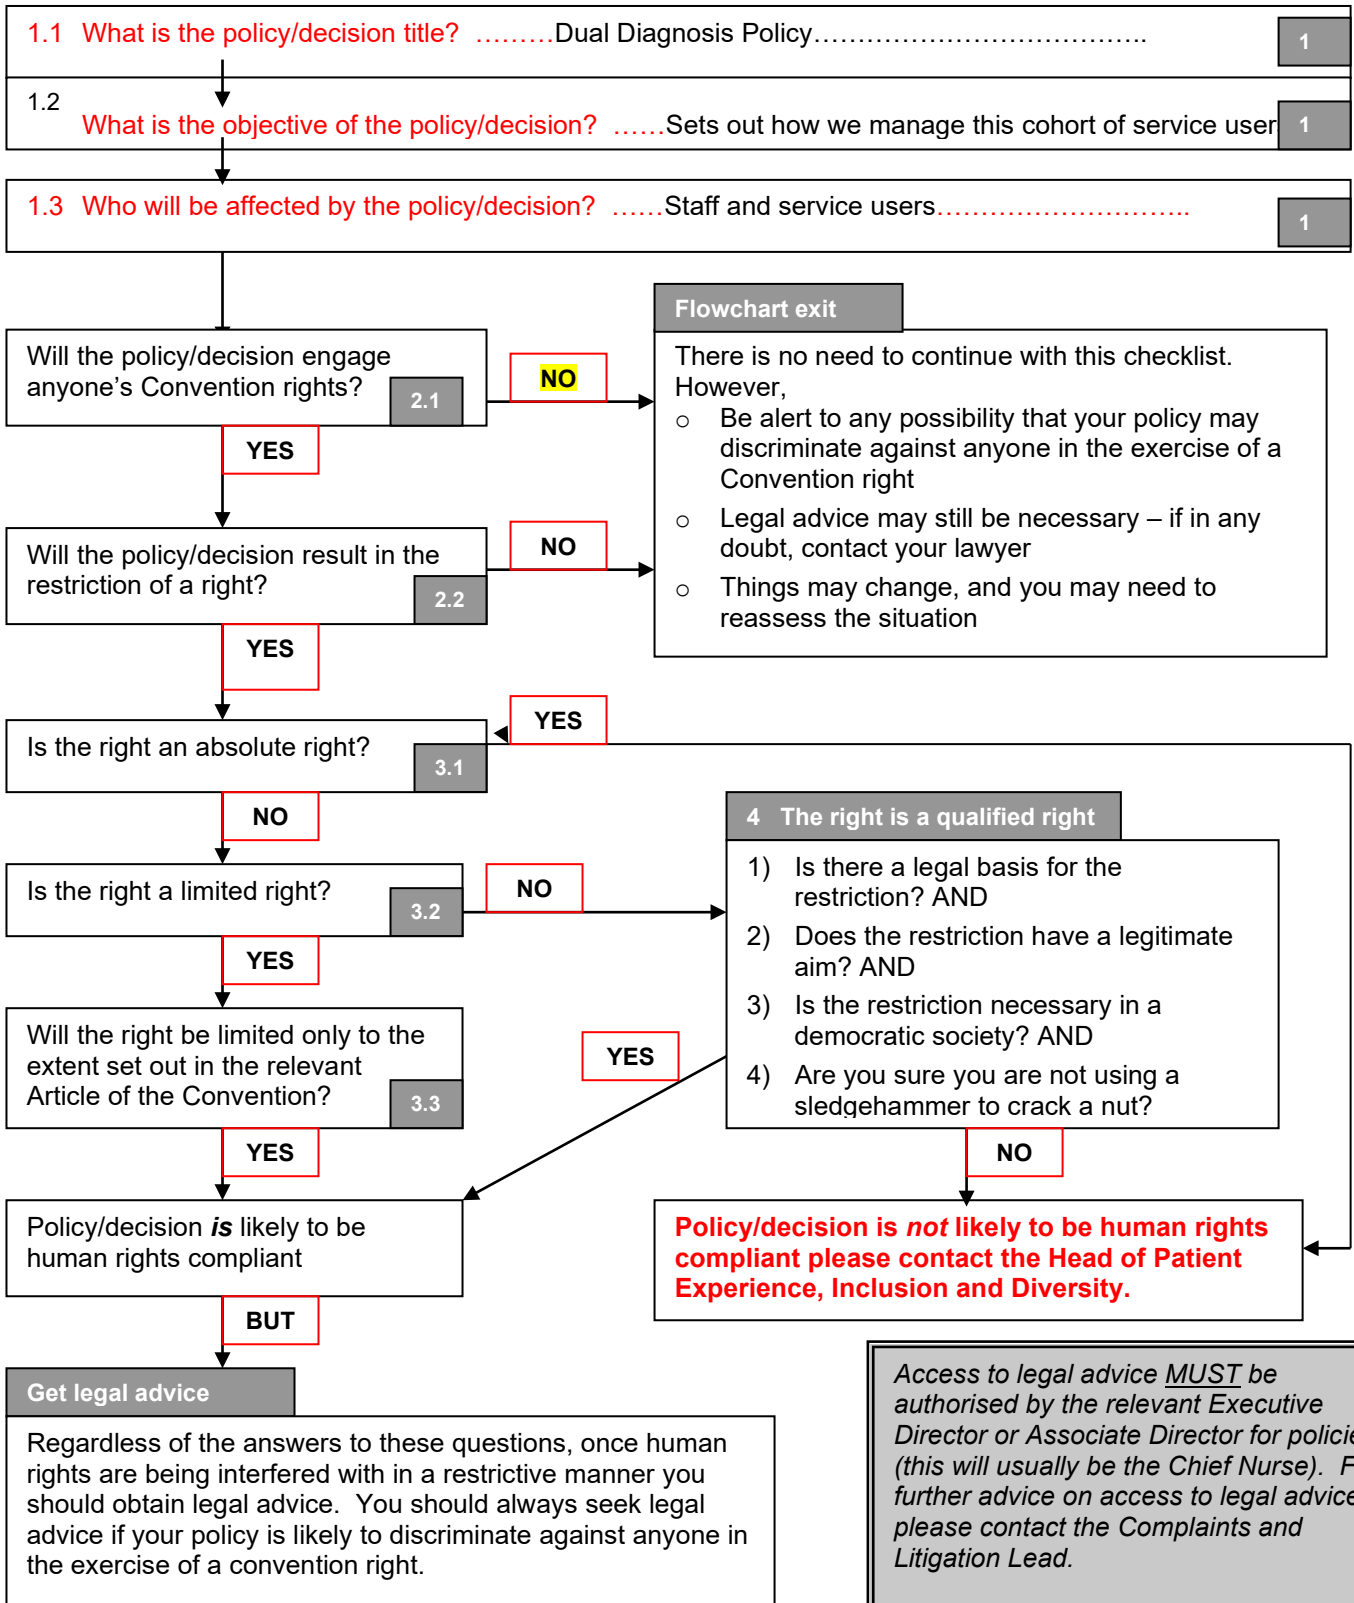 1.1 What is the policy/decision title? ………Dual Diagnosis Policy……………………………….
1
1.2
What is the objective of the policy/decision? ……Sets out how we manage this cohort of service user
1
1.3 Who will be affected by the policy/decision? ……Staff and service users………………………..
1
Will the policy/decision engage
anyone’s Convention rights?
2.1
NO
YES
Flowchart exit
There is no need to continue with this checklist.
However,
o Be alert to any possibility that your policy may
discriminate against anyone in the exercise of a
Convention right
o Legal advice may still be necessary – if in any
doubt, contact your lawyer
o Things may change, and you may need to
reassess the situation
Will the policy/decision result in the
restriction of a right?
2.2
NO
YES
Is the right an absolute right?
3.1
YES
NO
Is the right a limited right?
3.2
NO
YES
4 The right is a qualified right
1) Is there a legal basis for the
restriction? AND
2) Does the restriction have a legitimate
aim? AND
3) Is the restriction necessary in a
democratic society? AND
4) Are you sure you are not using a
sledgehammer to crack a nut?
Will the right be limited only to the
extent set out in the relevant
Article of the Convention?
3.3
YES
YES
NO
Policy/decision is likely to be
human rights compliant
BUT
Policy/decision is not likely to be human rights
compliant please contact the Head of Patient
Experience, Inclusion and Diversity.
Get legal advice
Regardless of the answers to these questions, once human
rights are being interfered with in a restrictive manner you
should obtain legal advice. You should always seek legal
advice if your policy is likely to discriminate against anyone in
the exercise of a convention right.
Access to legal advice MUST be
authorised by the relevant Executive
Director or Associate Director for policie
(this will usually be the Chief Nurse). F
further advice on access to legal advice
please contact the Complaints and
Litigation Lead.